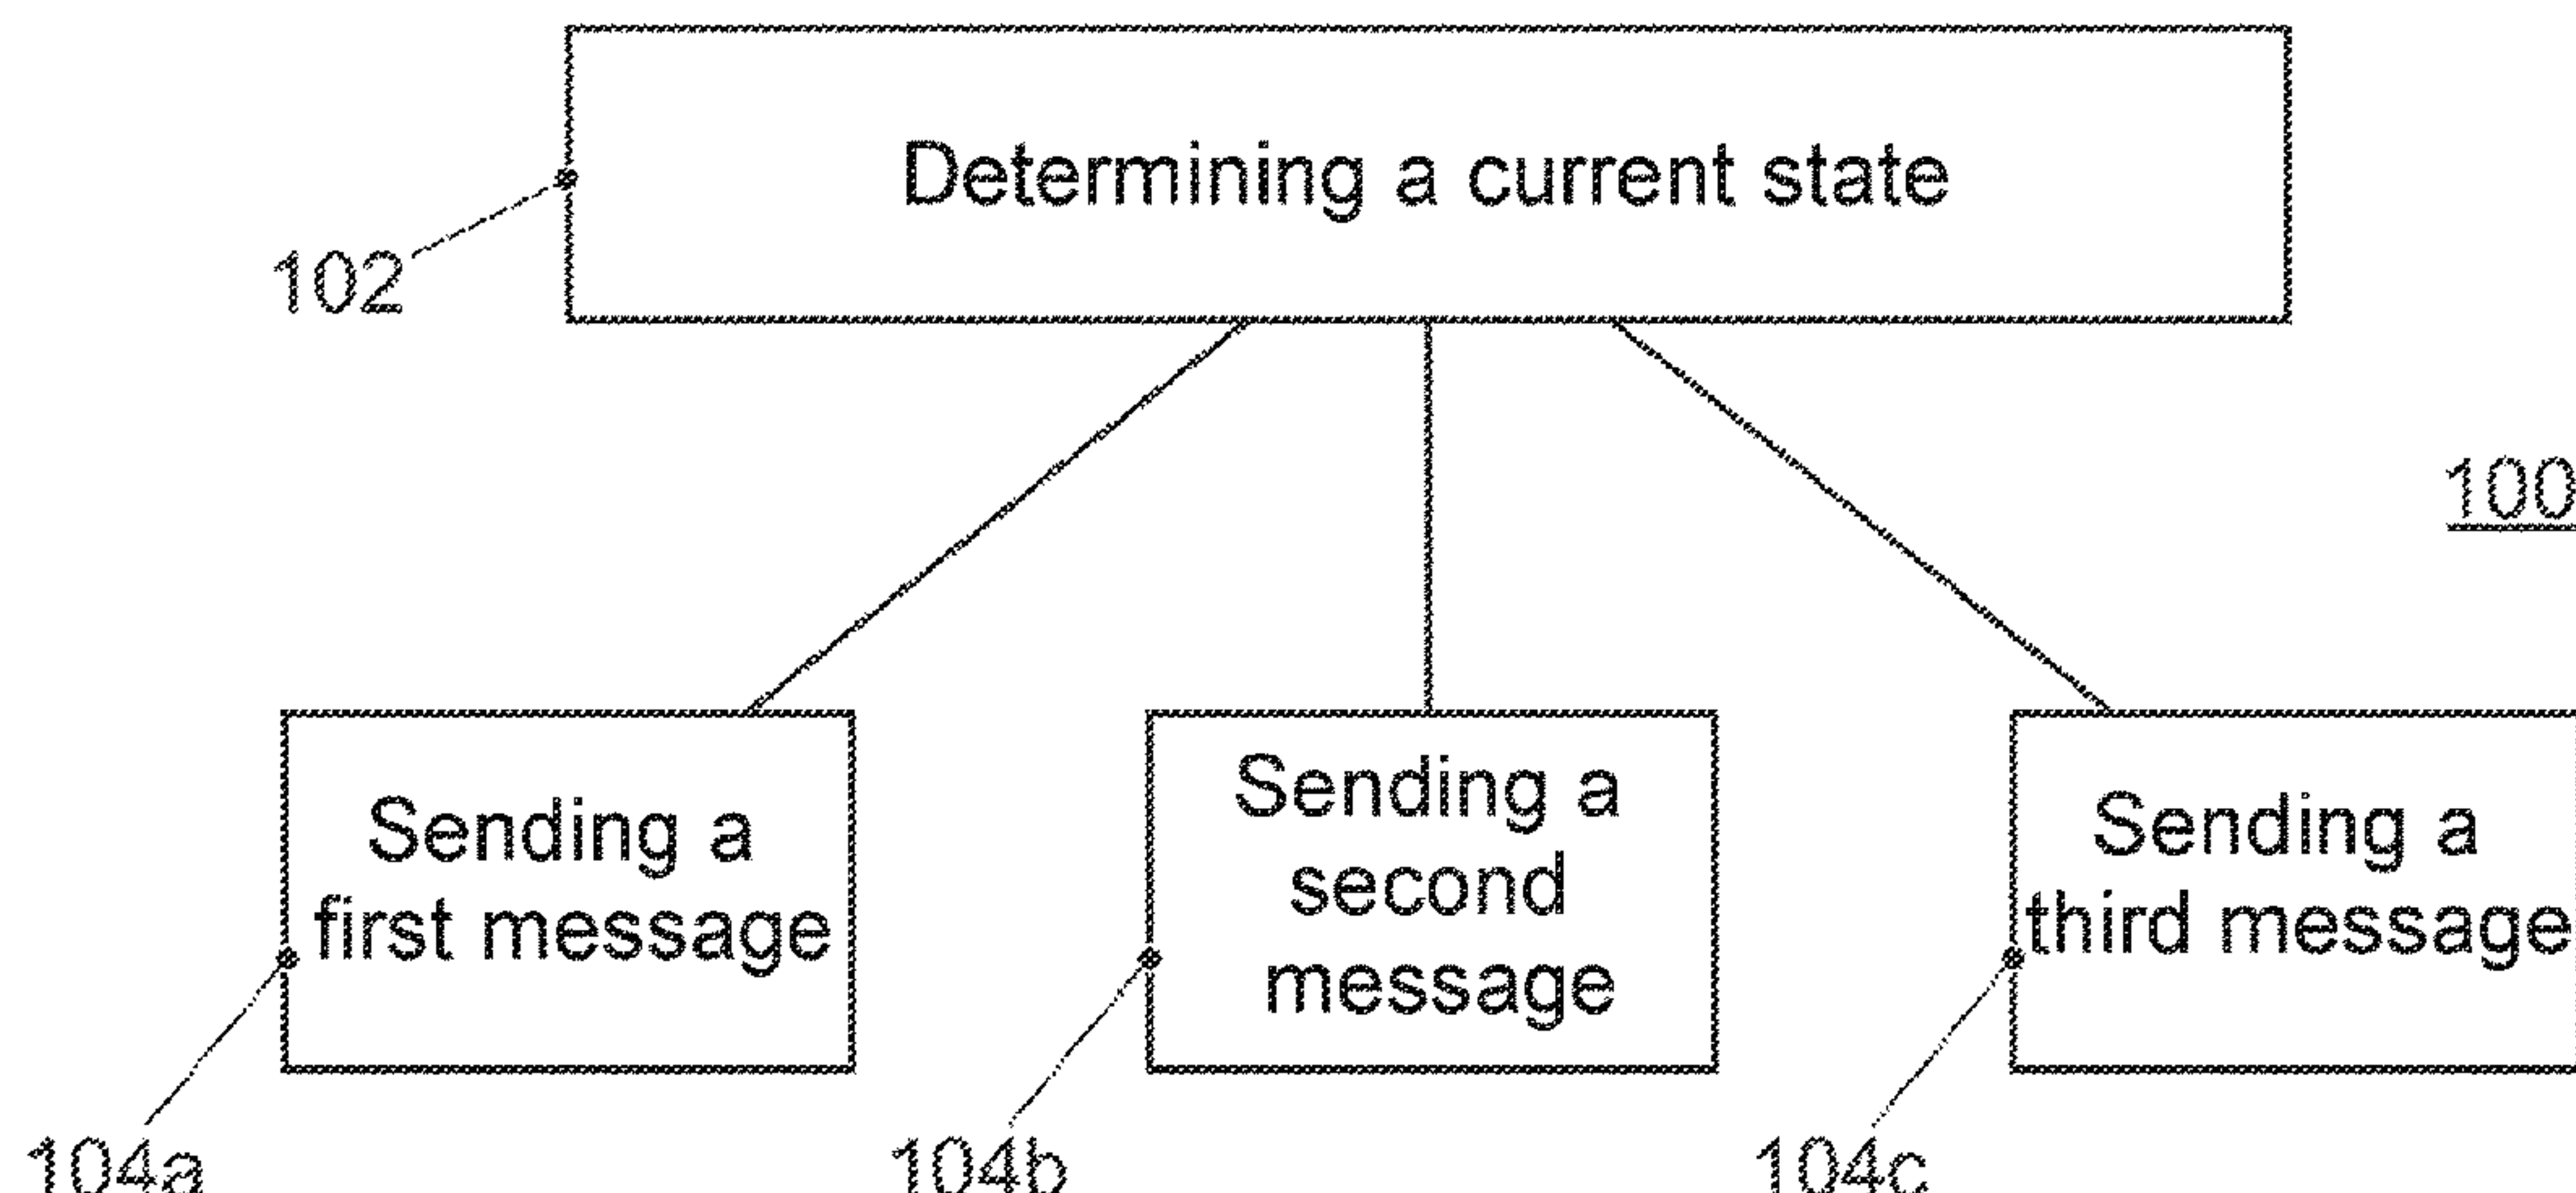 Determining a current state
102
100
Sending a
first message
Sending a
second
message
Sending a
third message
104a
104b
104c